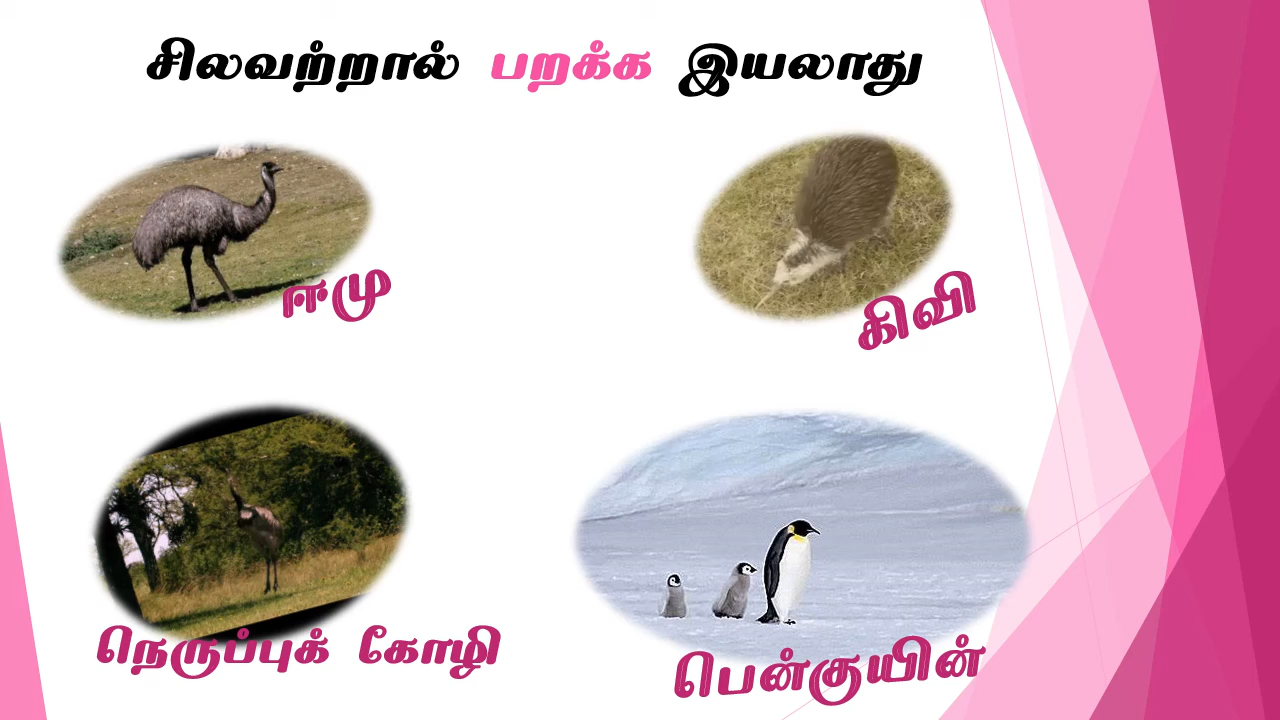 சிலவற்றால் பறக்க இயலாது
ஈமு
கிவி
நெருப்புக் கோழி
பென்குயின்